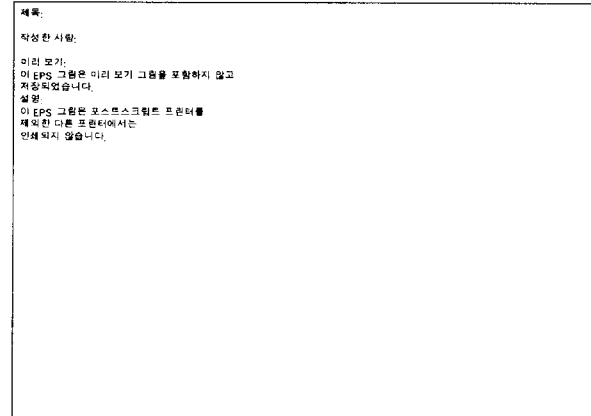 제목:
작성한 사람:
미리 보기:
이 EPS 그림은 미리 보기 그림을 포함하지 않고
저장되었습니다.
설명:
이 EPS 그림은 포스트스크립트 프린터를
제외한 다른 프린터에서는
인쇄되지 않습니다.